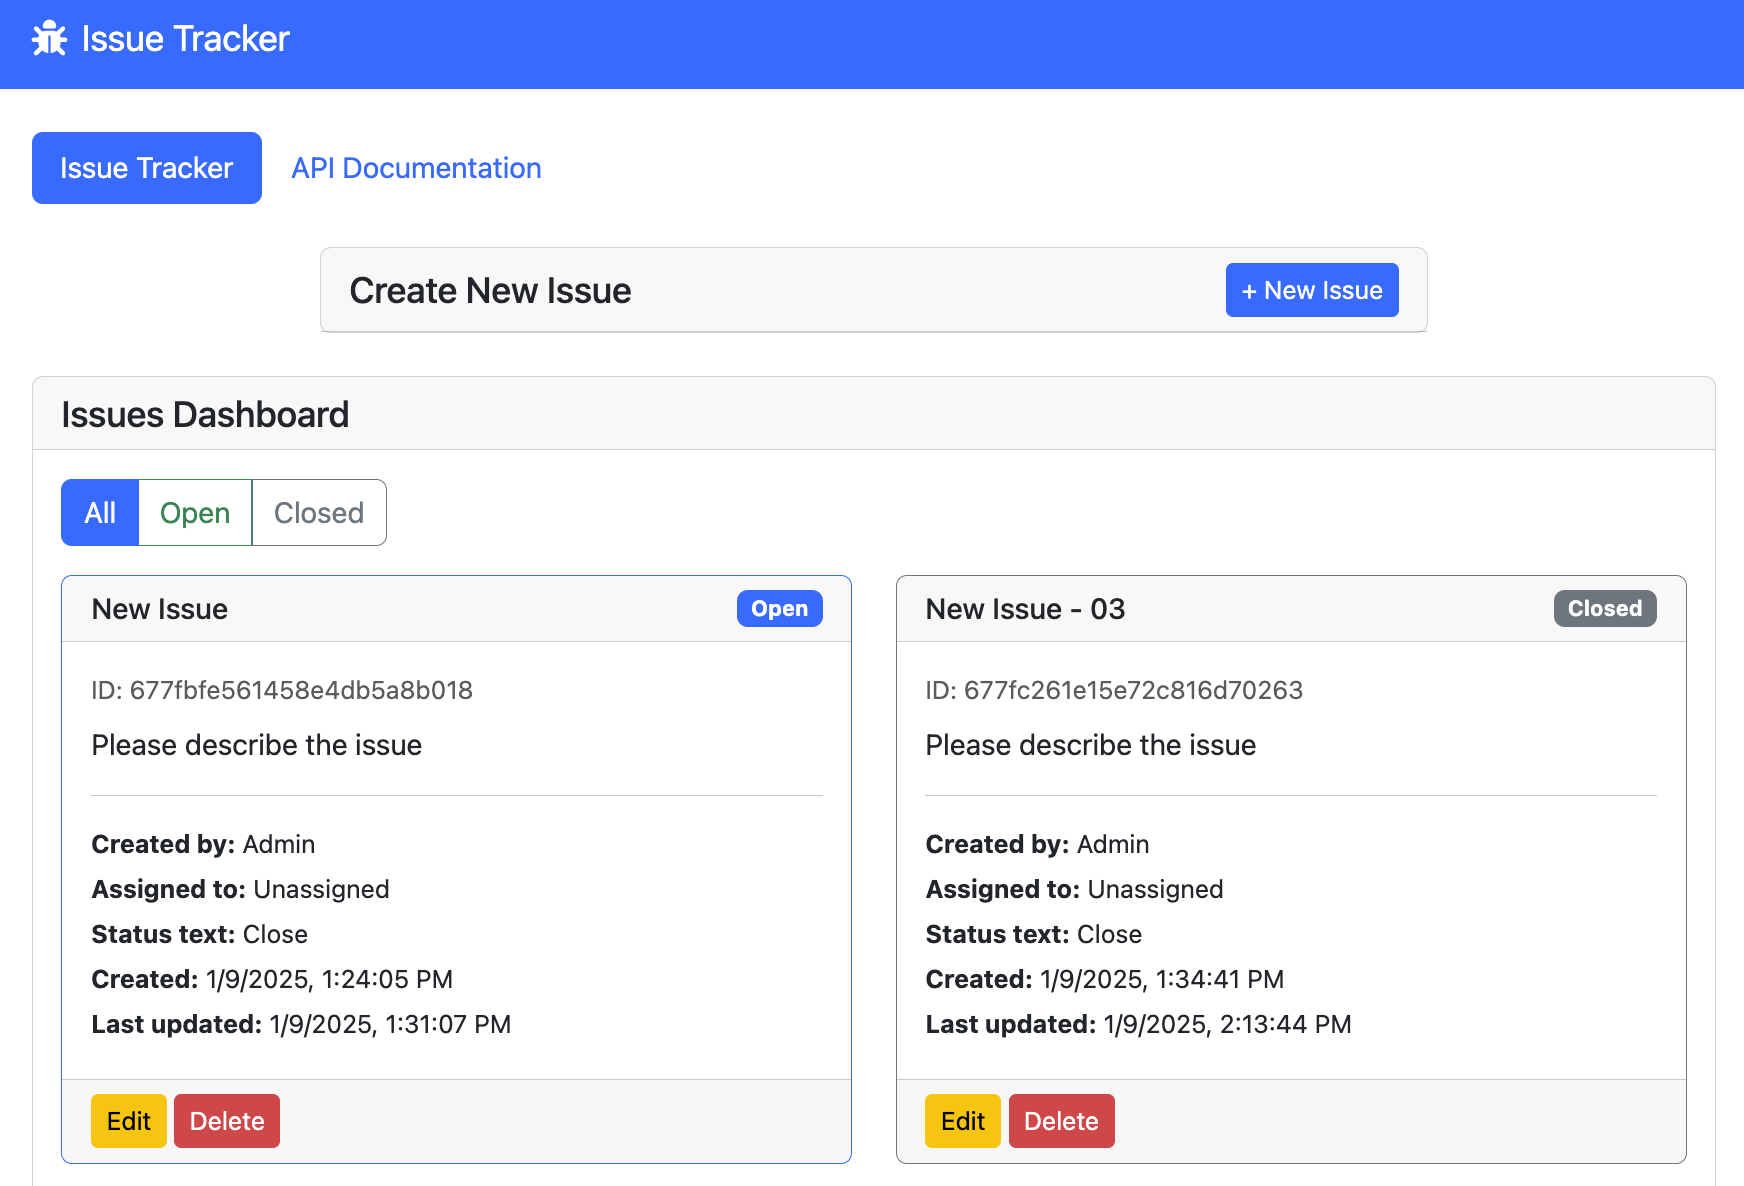 Issue Tracker
Issue Tracker
API Documentation
Create New Issue
+ New Issue
Issues Dashboard
All
Open
Closed
New Issue
Open
ID: 677fbfe561458e4db5a8b018
Please describe the issue
Created by: Admin
Assigned to: Unassigned
Status text: Close
Created: 1/9/2025, 1:24:05 PM
Last updated: 1/9/2025, 1:31:07 PM
Edit
Delete
New Issue - 03
Closed
ID: 677fc261e15e72c816d70263
Please describe the issue
Created by: Admin
Assigned to: Unassigned
Status text: Close
Created: 1/9/2025, 1:34:41 PM
Last updated: 1/9/2025, 2:13:44 PM
Edit
Delete